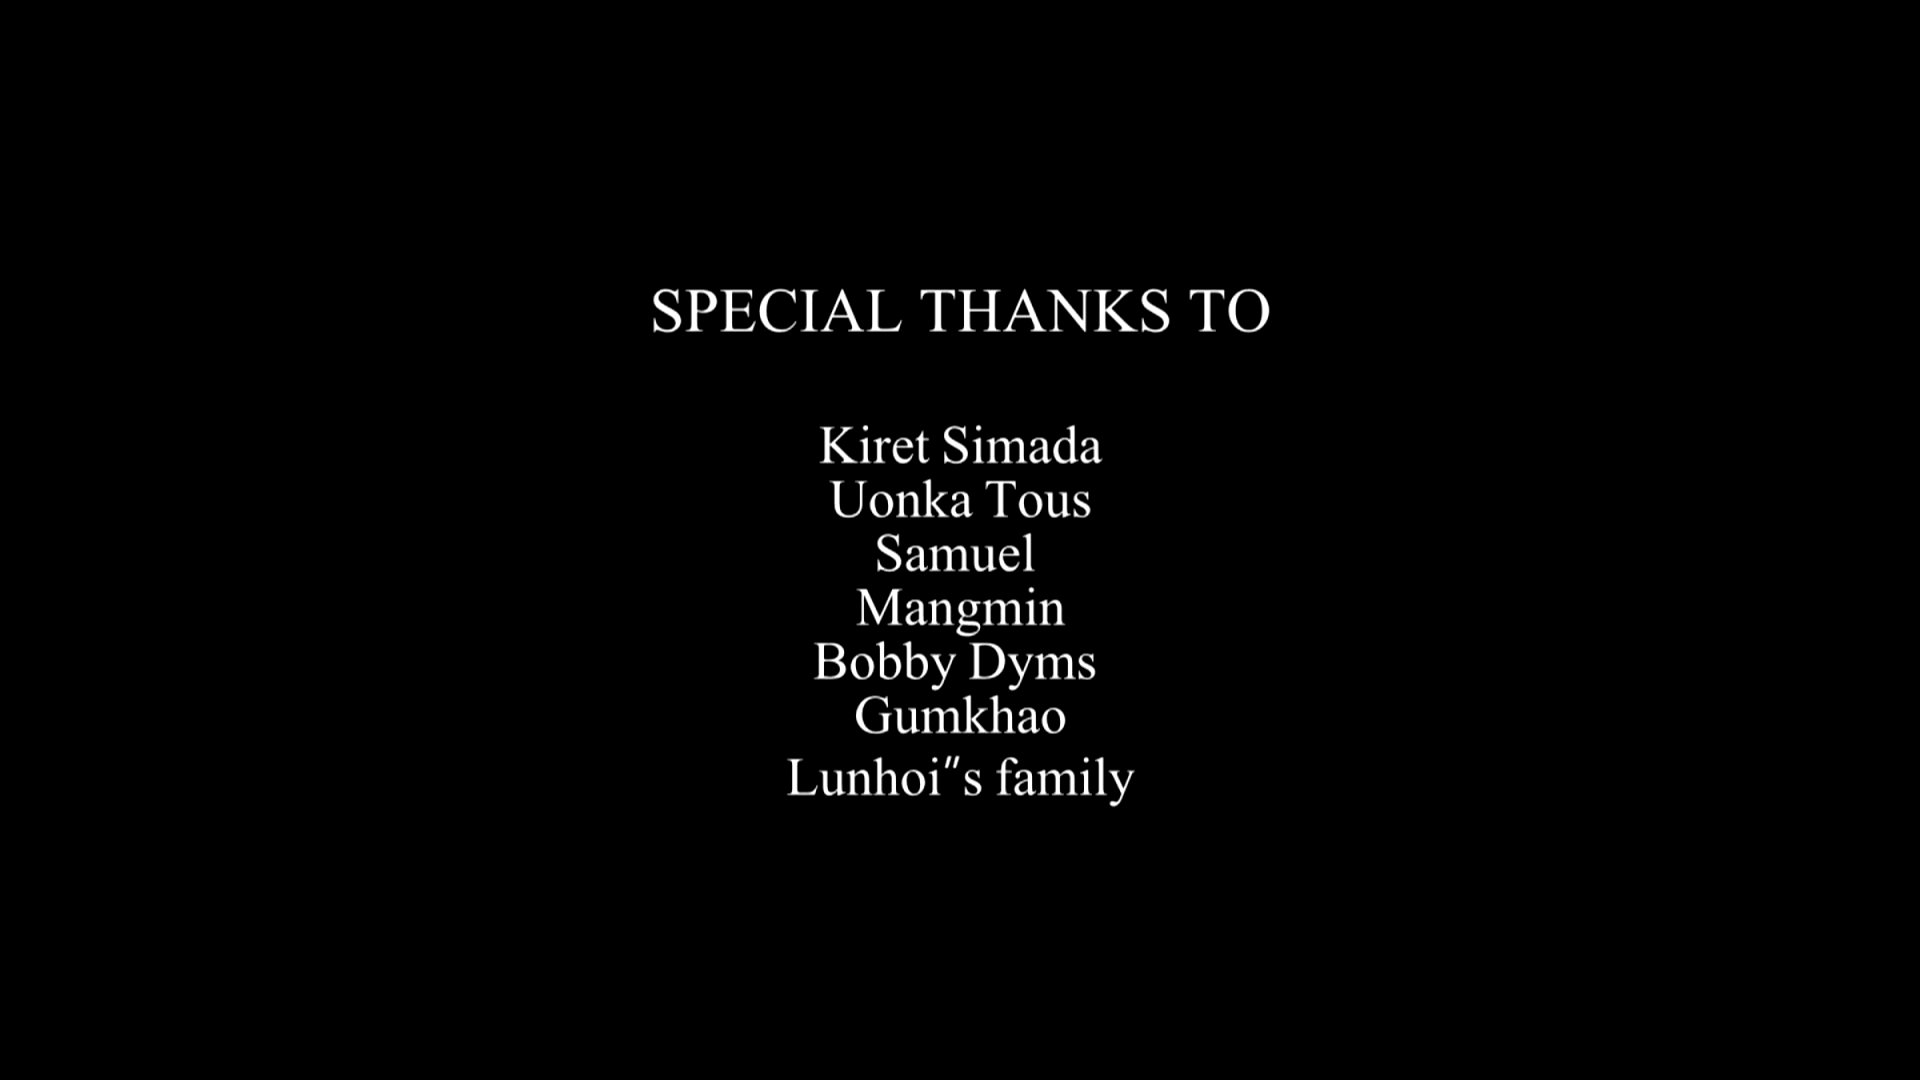 SPECIAL THANKS TO
Kiret Simada
Uonka Tous
Samuel
Mangmin
Bobby Dyms
Gumkhao
Lunhoi"s family